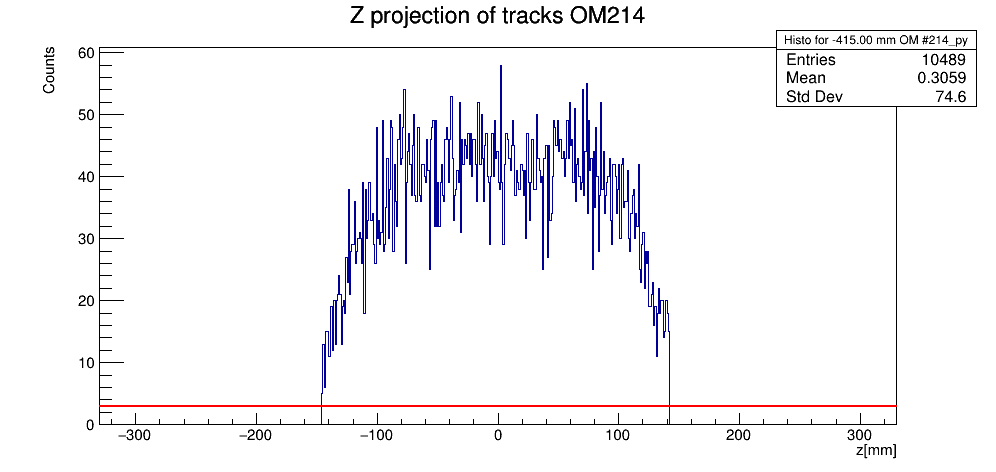 Z projection of tracks OM214
Histo for -415.00 mm OM #214_py
Entries 10489
Mean 0.3059
Std Dev 74.6
Counts
60
50
40
30
20
10
0
−300 −200 −100 0 100 200 300
z[mm]